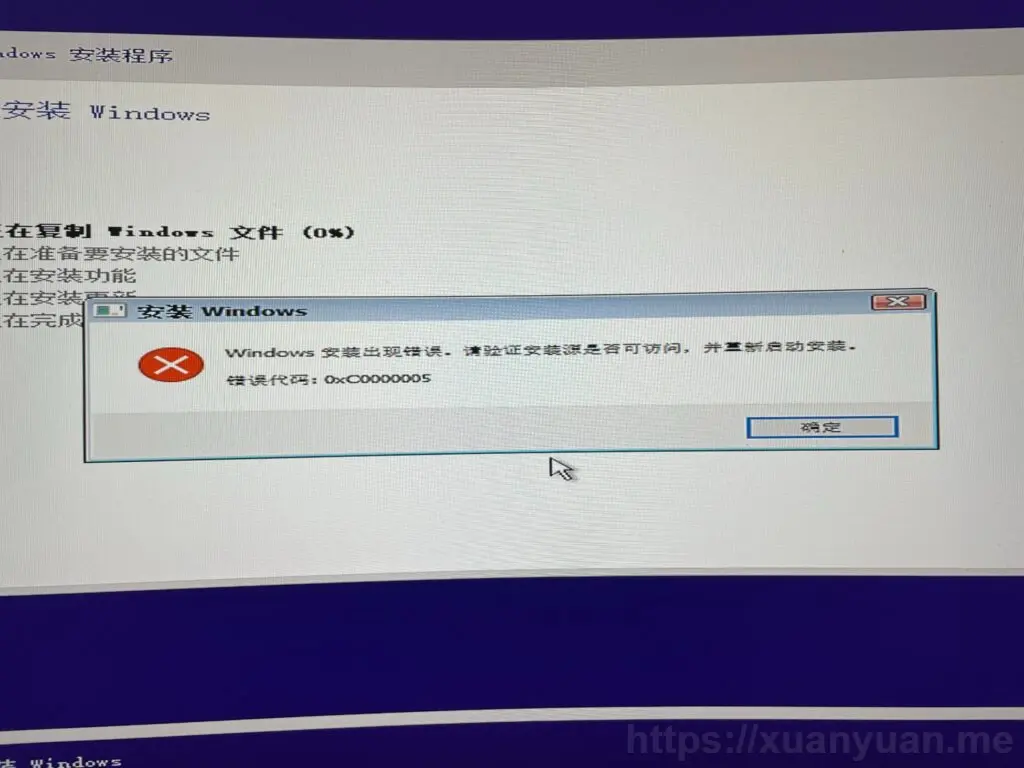 dows 安装程序
安装 Windows
在复制 Windows 文件 (0%)
在准备要安装的文件
在安装功能
在安装更新
在完成
安装 Windows
Windows 安装出现错误。请验证安装源是否可访问，并重新启动安装。
错误代码: 0xC0000005
确定
装 Windows
https://xuanyuan.me